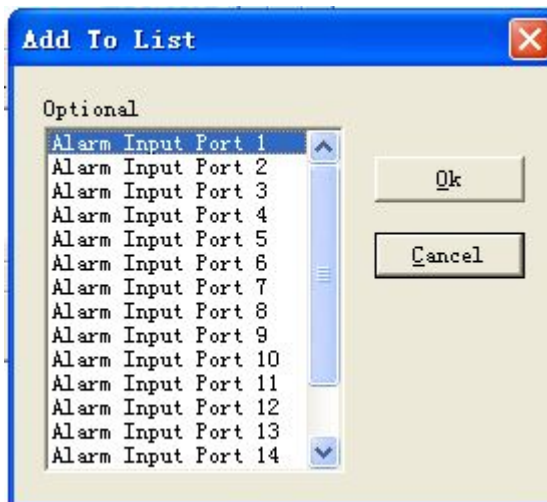 Add To List
Optional
Alarm Input Port 1
Alarm Input Port 2
Alarm Input Port 3
Alarm Input Port 4
Alarm Input Port 5
Alarm Input Port 6
Alarm Input Port 7
Alarm Input Port 8
Alarm Input Port 9
Alarm Input Port 10
Alarm Input Port 11
Alarm Input Port 12
Alarm Input Port 13
Alarm Input Port 14
Ok
Cancel